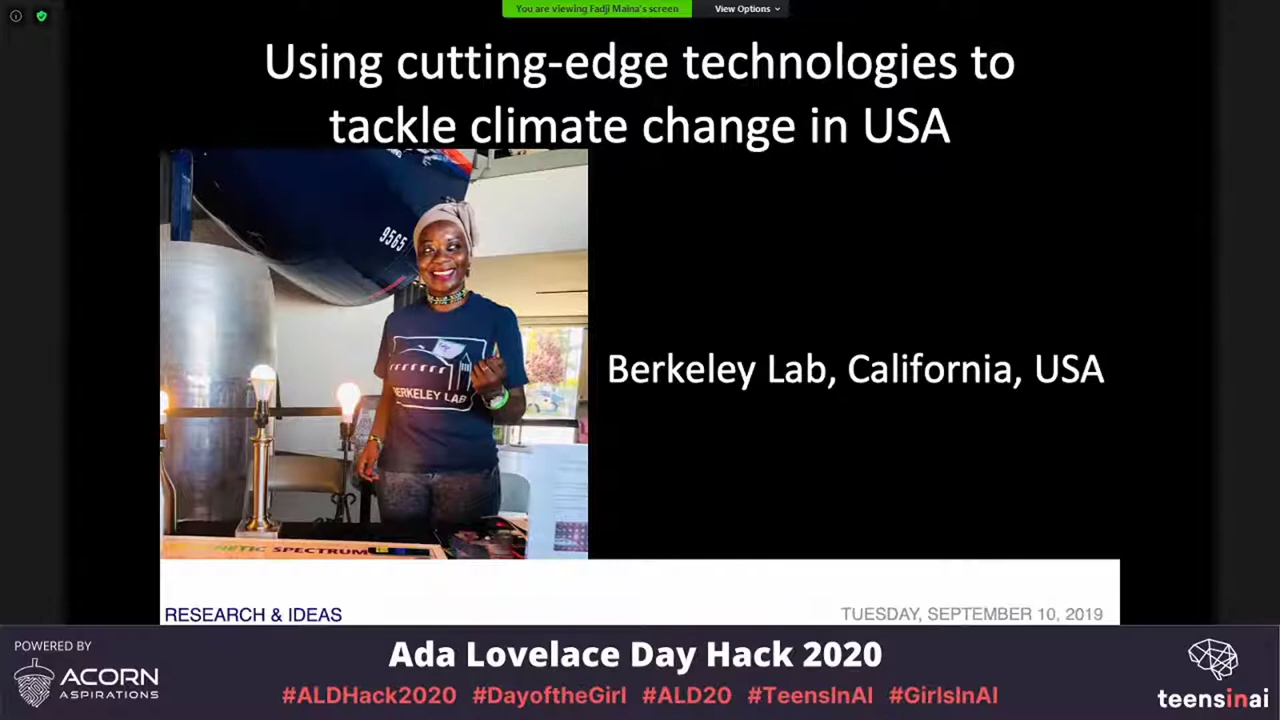 You are viewing Fadji Maina's screen
View Options
Using cutting-edge technologies to
tackle climate change in USA
9565
BERKELEY LAB
Berkeley Lab, California, USA
NETIC SPECTRUM
RESEARCH & IDEAS
TUESDAY, SEPTEMBER 10, 2019
POWERED BY
ACORN
ASPIRATIONS
Ada Lovelace Day Hack 2020
#ALDHack2020 #DayoftheGirl #ALD20 #TeensInAI #GirlsInAI
teensinai